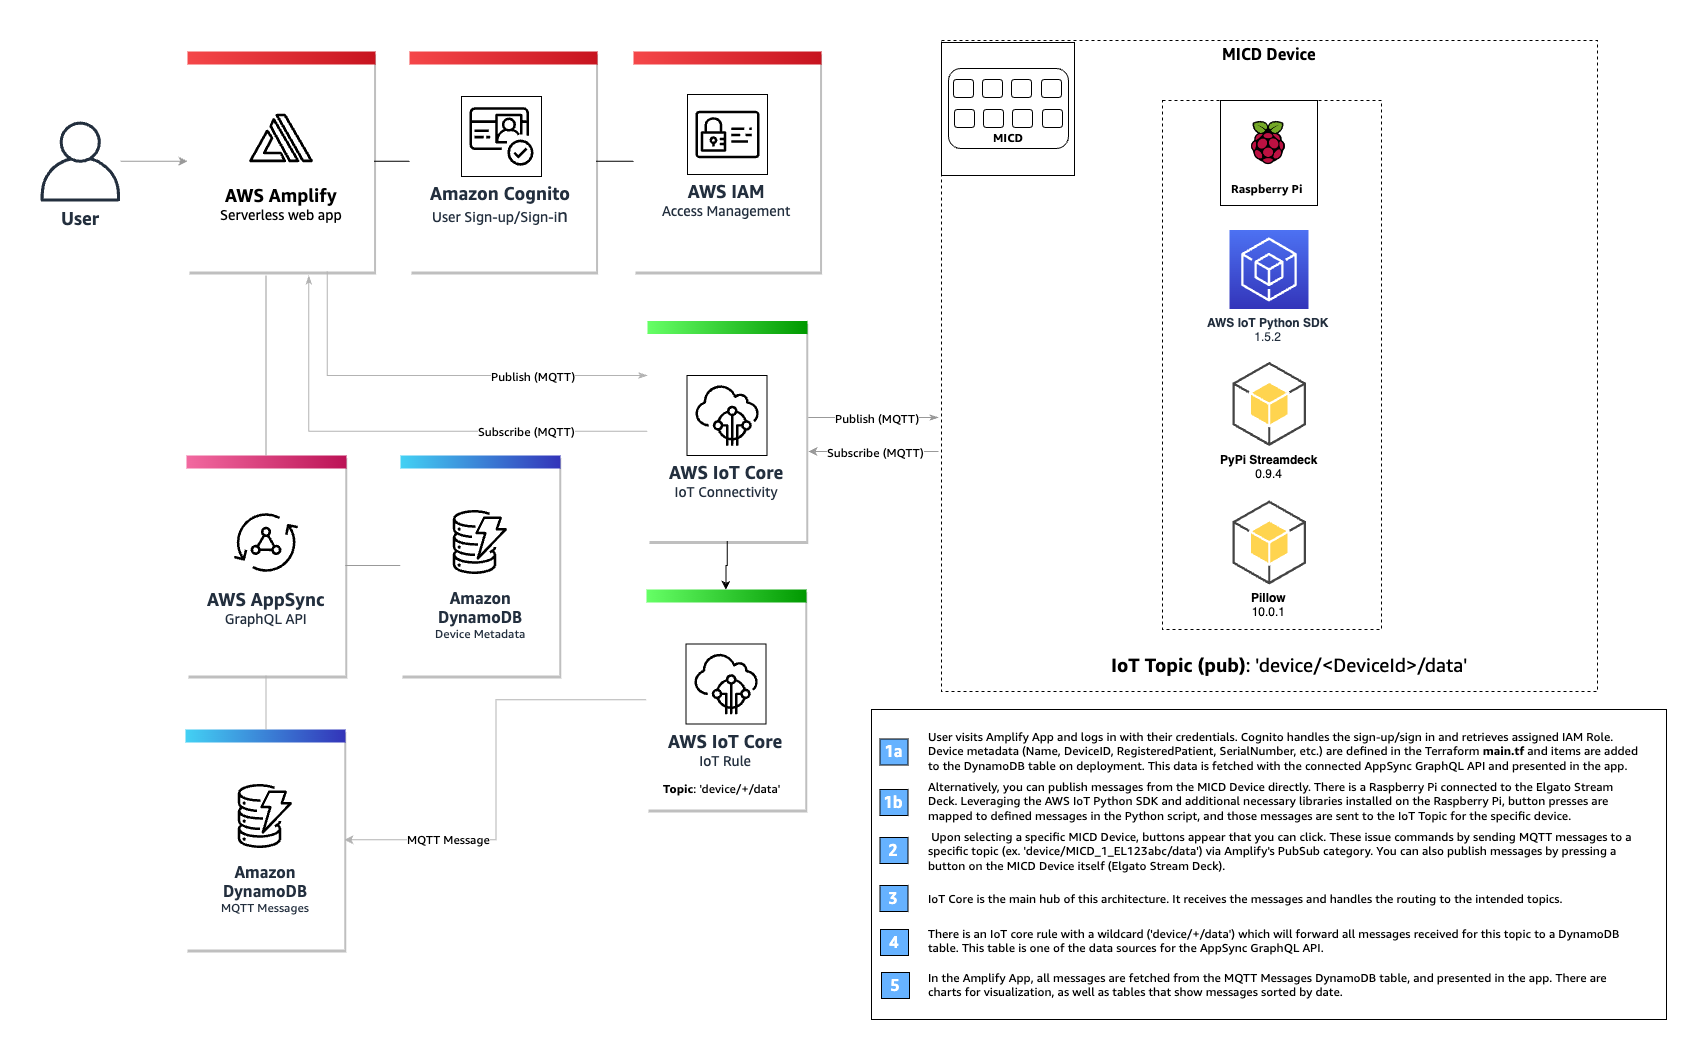 User
AWS Amplify
Serverless web app
Amazon Cognito
User Sign-up/Sign-in
AWS IAM
Access Management
MICD Device
MICD
Raspberry Pi
AWS IoT Python SDK
1.5.2
PyPi Streamdeck
0.9.4
Pillow
10.0.1
IoT Topic (pub): 'device/<DeviceId>/data'
Publish (MQTT)
Subscribe (MQTT)
AWS IoT Core
IoT Connectivity
Publish (MQTT)
Subscribe (MQTT)
AWS AppSync
GraphQL API
Amazon
DynamoDB
Device Metadata
AWS IoT Core
IoT Rule
Topic: 'device/+/data'
MQTT Message
Amazon
DynamoDB
MQTT Messages
1a
User visits Amplify App and logs in with their credentials. Cognito handles the sign-up/sign in and retrieves assigned IAM Role.
Device metadata (Name, DeviceID, RegisteredPatient, SerialNumber, etc.) are defined in the Terraform main.tf and items are added
to the DynamoDB table on deployment. This data is fetched with the connected AppSync GraphQL API and presented in the app.
1b
Alternatively, you can publish messages from the MICD Device directly. There is a Raspberry Pi connected to the Elgato Stream
Deck. Leveraging the AWS IoT Python SDK and additional necessary libraries installed on the Raspberry Pi, button presses are
mapped to defined messages in the Python script, and those messages are sent to the IoT Topic for the specific device.
2
Upon selecting a specific MICD Device, buttons appear that you can click. These issue commands by sending MQTT messages to a
specific topic (ex. 'device/MICD_1_EL123abc/data') via Amplify's PubSub category. You can also publish messages by pressing a
button on the MICD Device itself (Elgato Stream Deck).
3
IoT Core is the main hub of this architecture. It receives the messages and handles the routing to the intended topics.
4
There is an IoT core rule with a wildcard ('device/+/data') which will forward all messages received for this topic to a DynamoDB
table. This table is one of the data sources for the AppSync GraphQL API.
5
In the Amplify App, all messages are fetched from the MQTT Messages DynamoDB table, and presented in the app. There are
charts for visualization, as well as tables that show messages sorted by date.